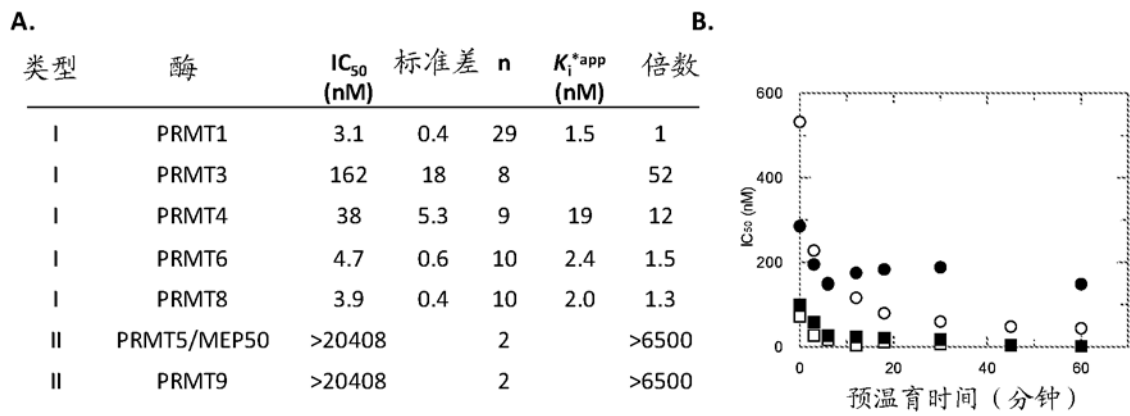 A.
类型 酶 IC50 (nM) 标准差 n Ki*app (nM) 倍数
I PRMT1 3.1 0.4 29 1.5 1
I PRMT3 162 18 8 52
I PRMT4 38 5.3 9 19 12
I PRMT6 4.7 0.6 10 2.4 1.5
I PRMT8 3.9 0.4 10 2.0 1.3
II PRMT5/MEP50 >20408 2 >6500
II PRMT9 >20408 2 >6500
B.
600
400
200
0
IC50 (nM)
0 20 40 60
预温育时间（分钟）